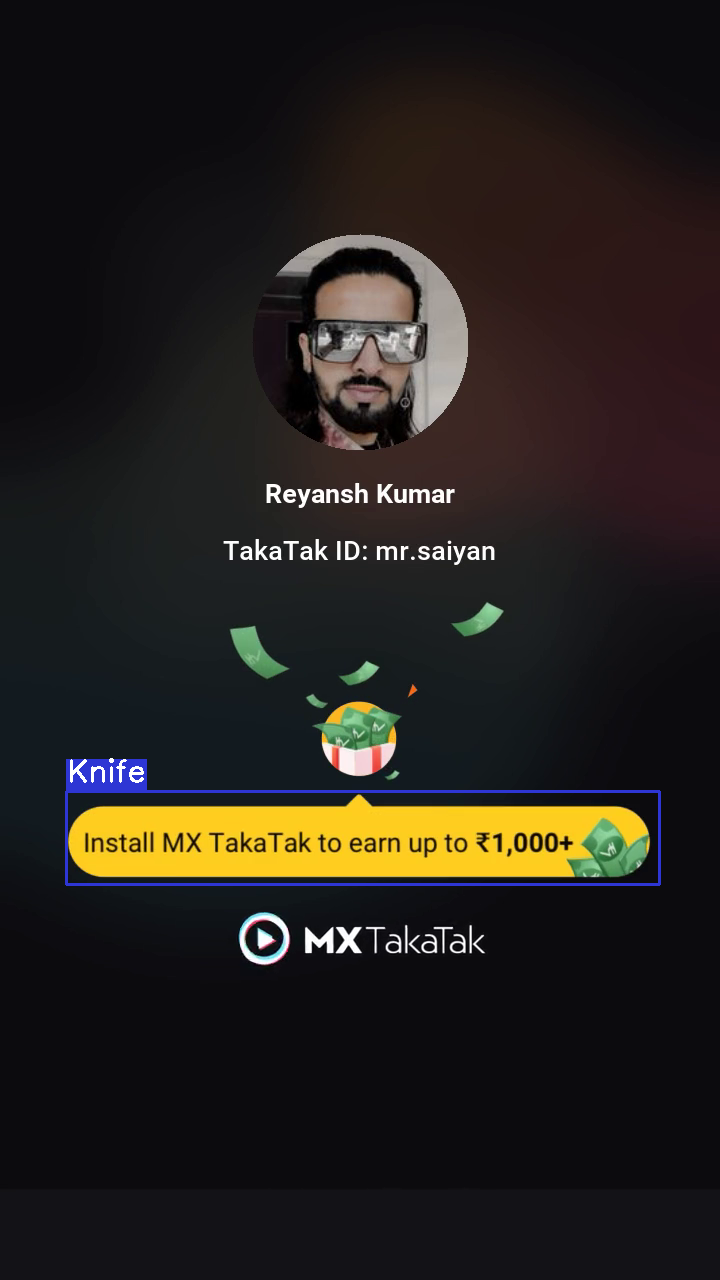 Reyansh Kumar
TakaTak ID: mr.saiyan
Knife
Install MX TakaTak to earn up to ₹1,000+
MX TakaTak